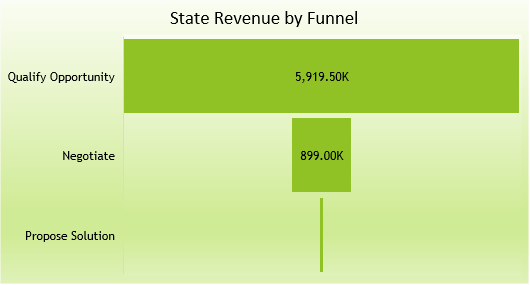 State Revenue by Funnel
Qualify Opportunity
5,919.50K
Negotiate
899.00K
Propose Solution